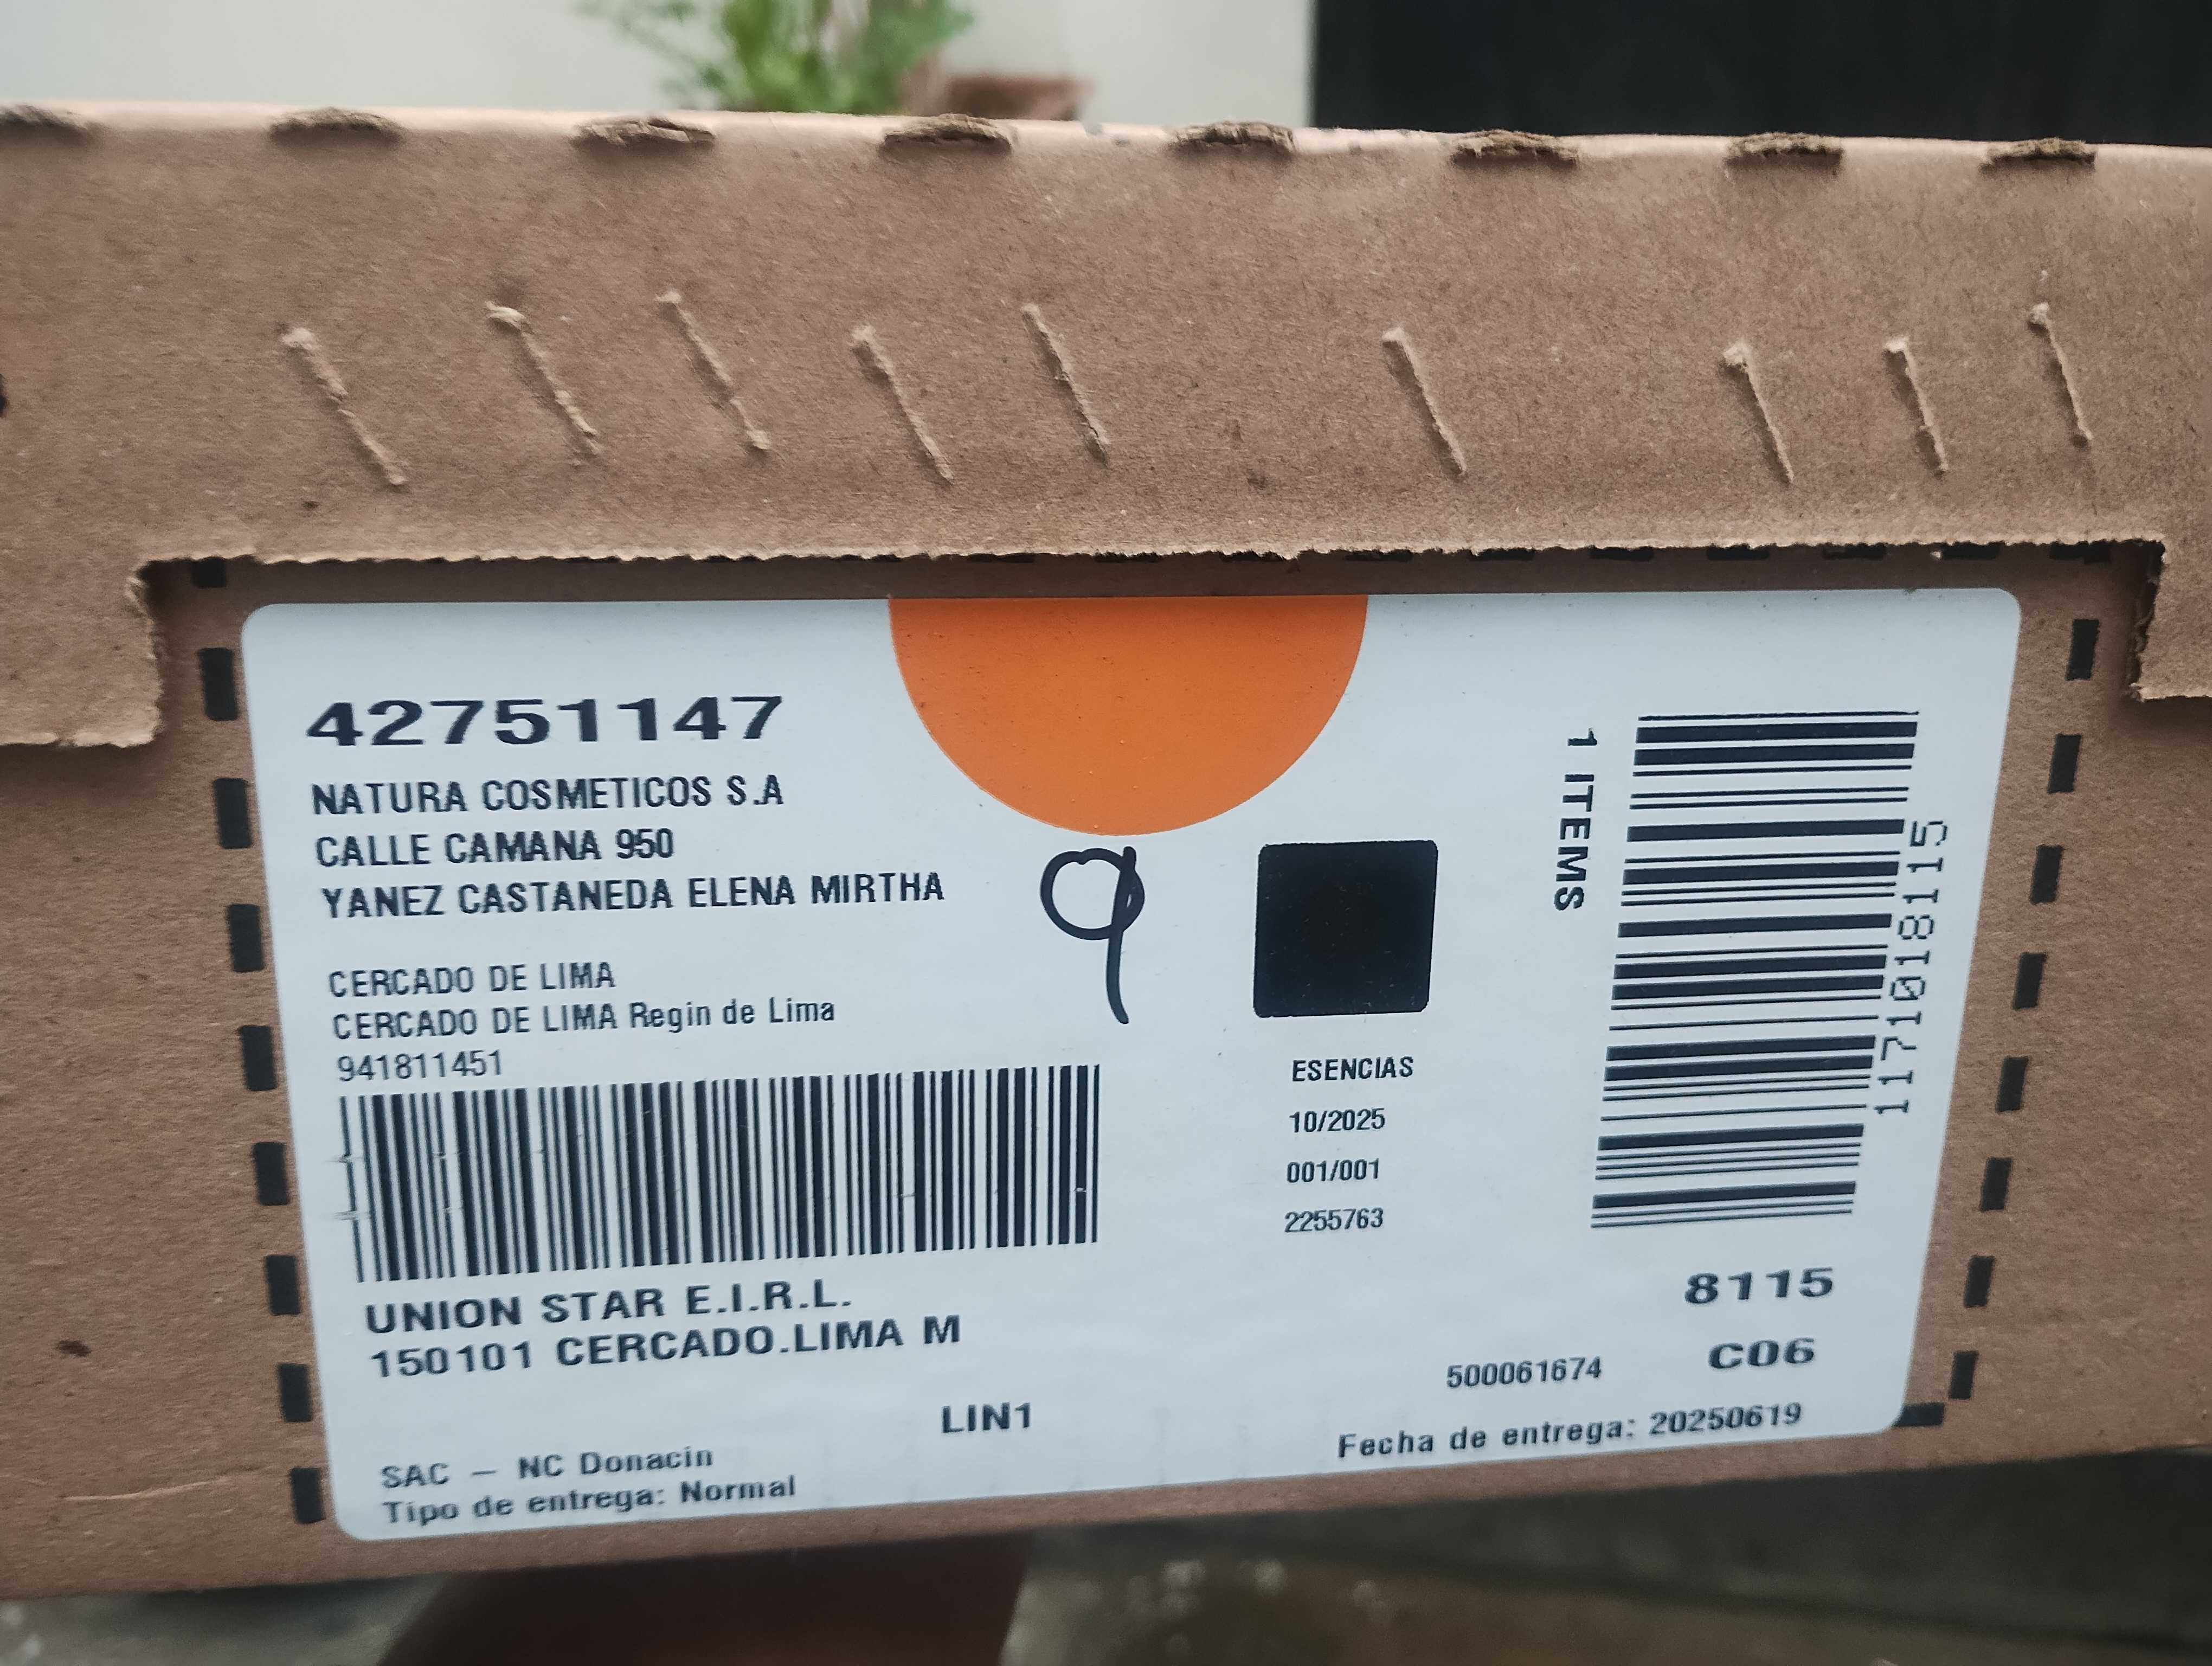 42751147
NATURA COSMETICOS S.A
CALLE CAMANA 950
YANEZ CASTANEDA ELENA MIRTHA
CERCADO DE LIMA
CERCADO DE LIMA Regin de Lima
941811451
UNION STAR E.I.R.L.
150101 CERCADO.LIMA M
LIN1
SAC - NC Donacin
Tipo de entrega: Normal
9
ESENCIAS
10/2025
001/001
2255763
1 ITEMS
1171018115
8115
C06
500061674
Fecha de entrega: 20250619